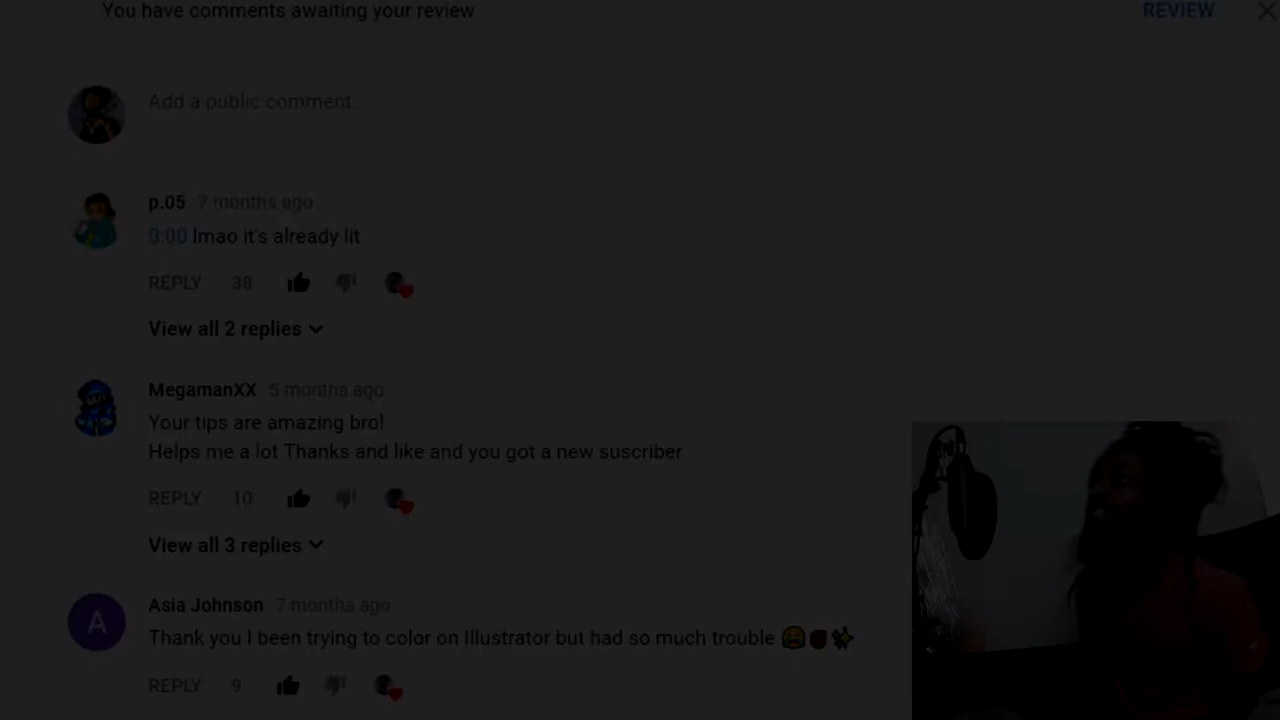 You have comments awaiting your review
REVIEW
Add a public comment...
p.05 7 months ago
0:00 lmao it's already lit
REPLY 38
View all 2 replies
MegamanXX 5 months ago
Your tips are amazing bro!
Helps me a lot Thanks and like and you got a new suscriber
REPLY 10
View all 3 replies
A
Asia Johnson 7 months ago
Thank you I been trying to color on Illustrator but had so much trouble
REPLY 9